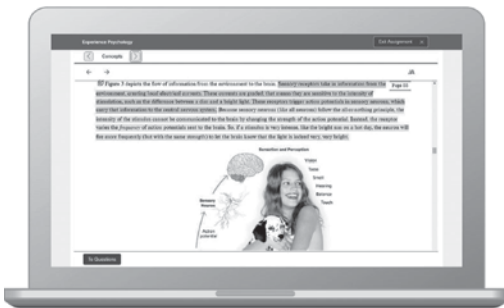 Experience Psychology
Exit Assignment
Concepts
Figure 3 depicts the flow of information from the environment to the brain. Sensory receptors take in information from the
environment, creating local electrical currents. These currents are graded; that means they are sensitive to the intensity of
stimulation, such as the difference between a dim and a bright light. These receptors trigger action potentials in sensory neurons, which
carry that information to the central nervous system. Because sensory neurons (like all neurons) follow the all-or-nothing principle, the
intensity of the stimulus cannot be communicated to the brain by changing the strength of the action potential. Instead, the receptor
varies the frequency of action potentials sent to the brain. So, if a stimulus is very intense, like the bright sun on a hot day, the neuron will
fire more frequently (but with the same strength) to let the brain know that the light is indeed very, very bright.
Sensation and Perception
Vision
Taste
Smell
Hearing
Balance
Touch
Sensory
Neuron
Action
potential
To Questions